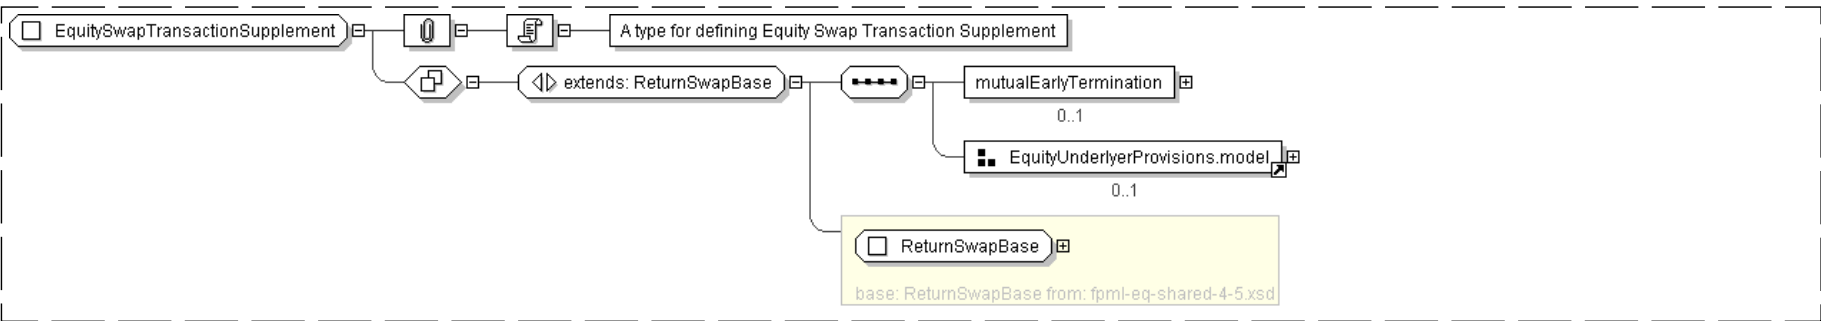 EquitySwapTransactionSupplement
A type for defining Equity Swap Transaction Supplement
extends: ReturnSwapBase
mutualEarlyTermination
0..1
EquityUnderlyerProvisions.model
0..1
ReturnSwapBase
base: ReturnSwapBase from: fpml-eq-shared-4-5.xsd